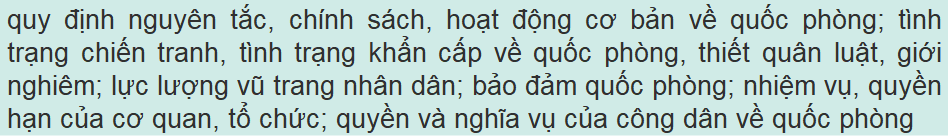 quy định nguyên tắc, chính sách, hoạt động cơ bản về quốc phòng; tình
trạng chiến tranh, tình trạng khẩn cấp về quốc phòng, thiết quân luật, giới
nghiêm; lực lượng vũ trang nhân dân; bảo đảm quốc phòng; nhiệm vụ, quyền
hạn của cơ quan, tổ chức; quyền và nghĩa vụ của công dân về quốc phòng